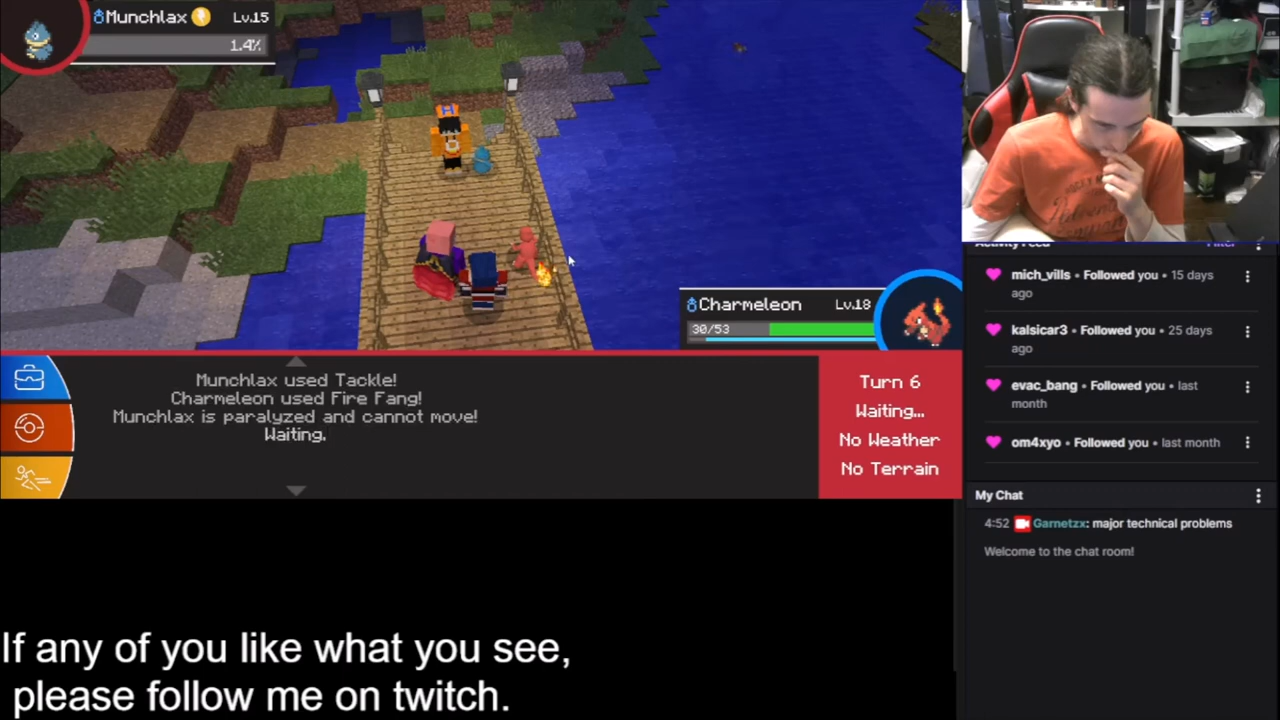 Munchlax Lv.15
1.4%
Charmeleon Lv.18
30/53
Munchlax used Tackle!
Charmeleon used Fire Fang!
Munchlax is paralyzed and cannot move!
Waiting.
Turn 6
Waiting...
No Weather
No Terrain
If any of you like what you see,
please follow me on twitch.
Activity Feed Filter
mich_vills • Followed you • 15 days
ago
kalsicar3 • Followed you • 25 days
ago
evac_bang • Followed you • last
month
om4xyo • Followed you • last month
My Chat
4:52 Garnetzx: major technical problems
Welcome to the chat room!